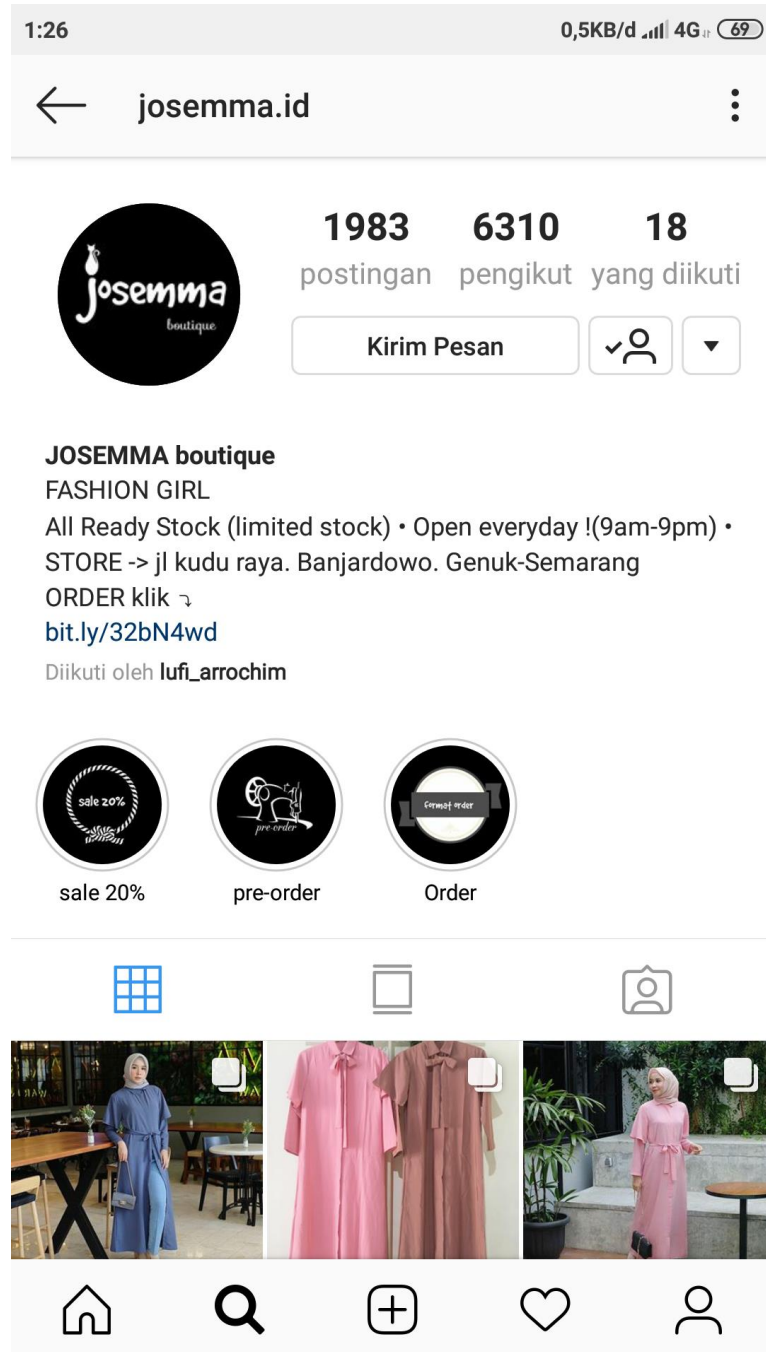 1:26
0,5KB/d 4G 69
josemma.id
josemma
boutique
1983 6310 18
postingan pengikut yang diikuti
Kirim Pesan
JOSEMMA boutique
FASHION GIRL
All Ready Stock (limited stock) • Open everyday !(9am-9pm) •
STORE -> jl kudu raya. Banjardowo. Genuk-Semarang
ORDER klik ⤵
bit.ly/32bN4wd
Diikuti oleh lufi_arrochim
sale 20%
pre-order
format order
sale 20% pre-order Order